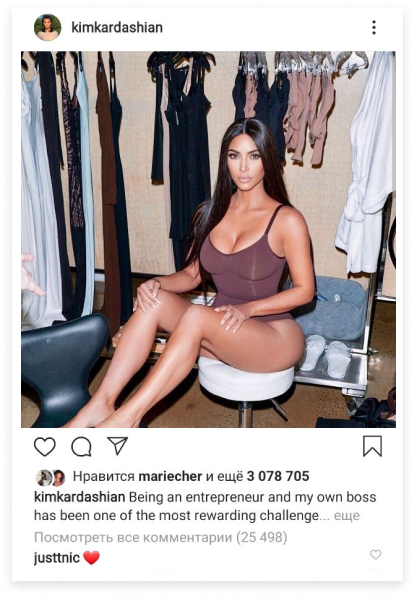 kimkardashian
Нравится mariecher и ещё 3 078 705
kimkardashian Being an entrepreneur and my own boss
has been one of the most rewarding challenge... еще
Посмотреть все комментарии (25 498)
justtnic ❤️